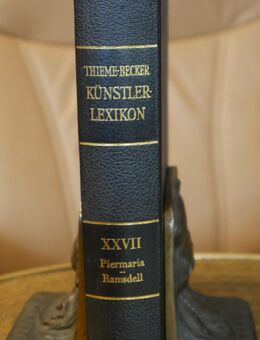 THIEME-BECKER
KÜNSTLER-
LEXIKON
XXVII
Piermaria
–
Ramsdell